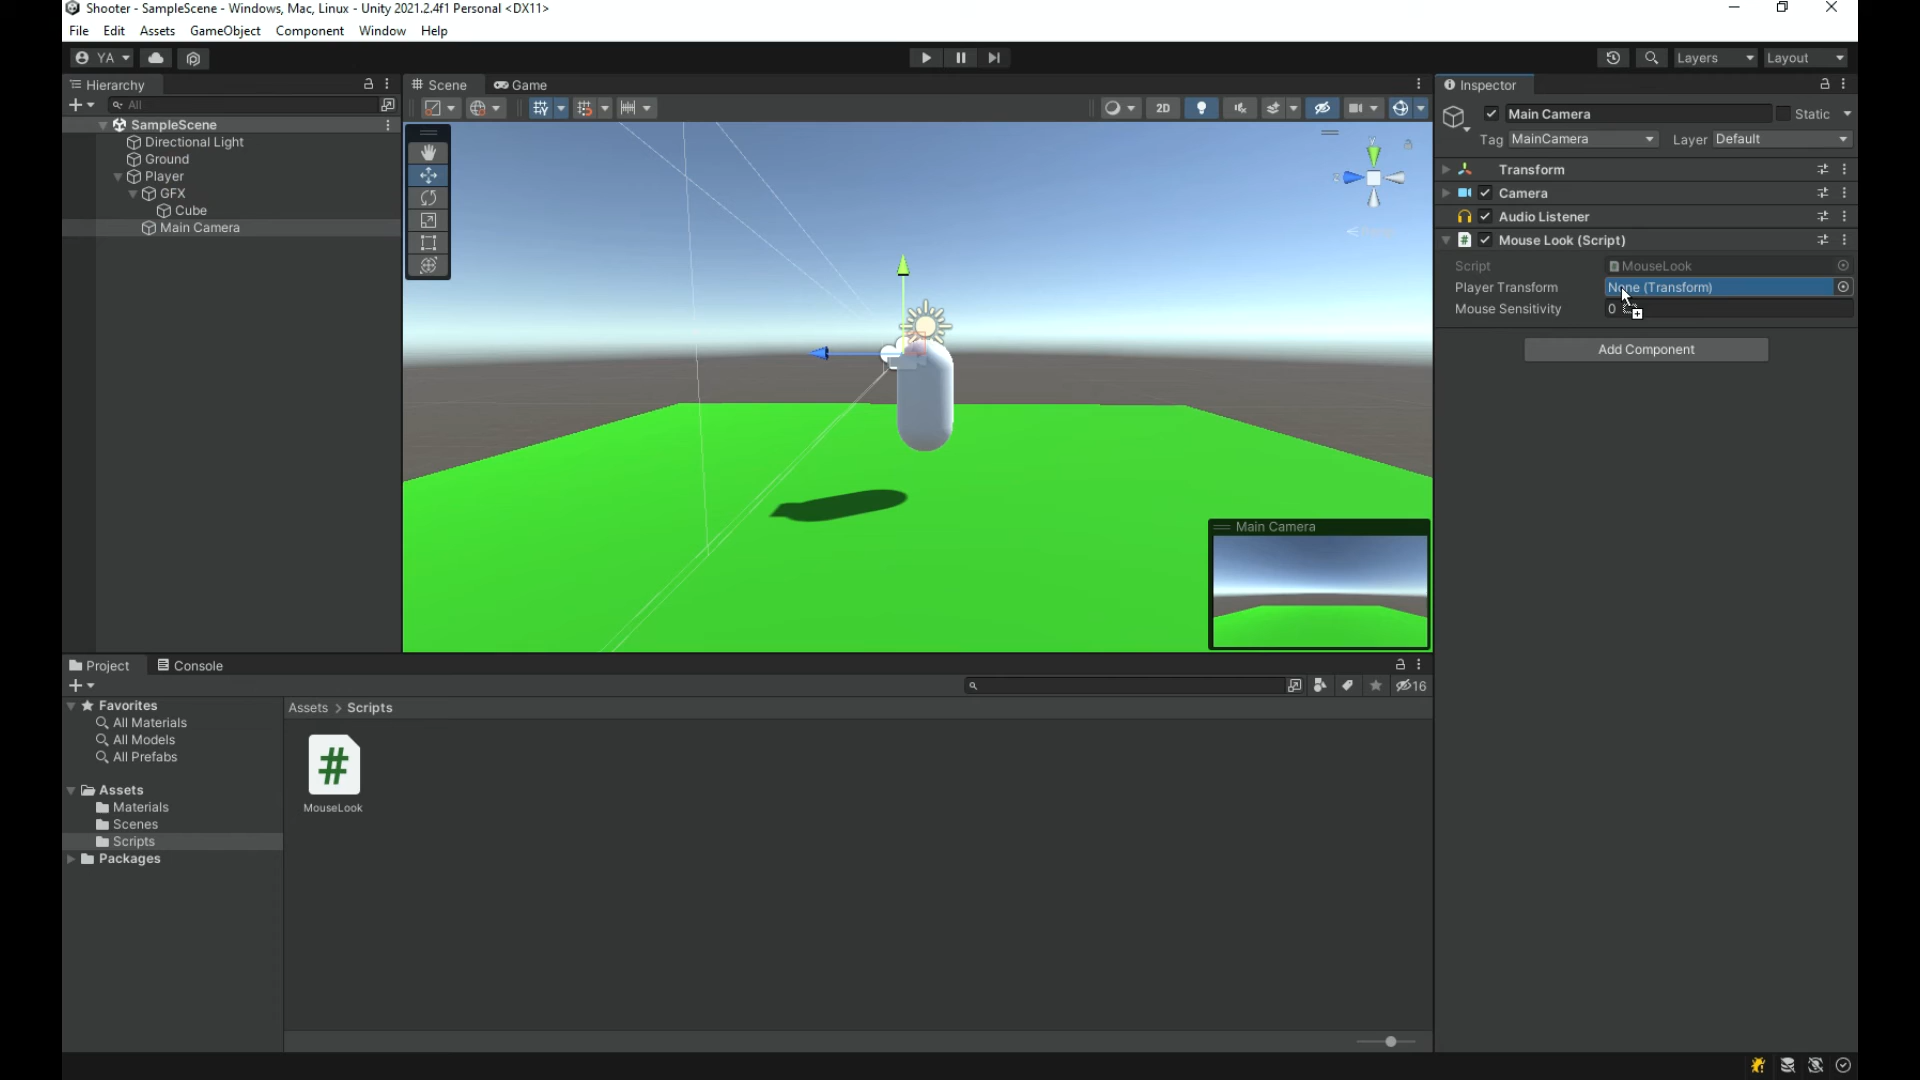 Shooter - SampleScene - Windows, Mac, Linux - Unity 2021.2.4f1 Personal <DX11>
File Edit Assets GameObject Component Window Help
YA Layers Layout
Hierarchy
All
SampleScene
Directional Light
Ground
Player
GFX
Cube
Main Camera
Scene Game
2D
Main Camera
Inspector
Main Camera Static
Tag MainCamera Layer Default
Transform
Camera
Audio Listener
Mouse Look (Script)
Script MouseLook
Player Transform None (Transform)
Mouse Sensitivity 0
Add Component
Project Console
16
Favorites
All Materials
All Models
All Prefabs
Assets
Materials
Scenes
Scripts
Packages
Assets > Scripts
#
MouseLook